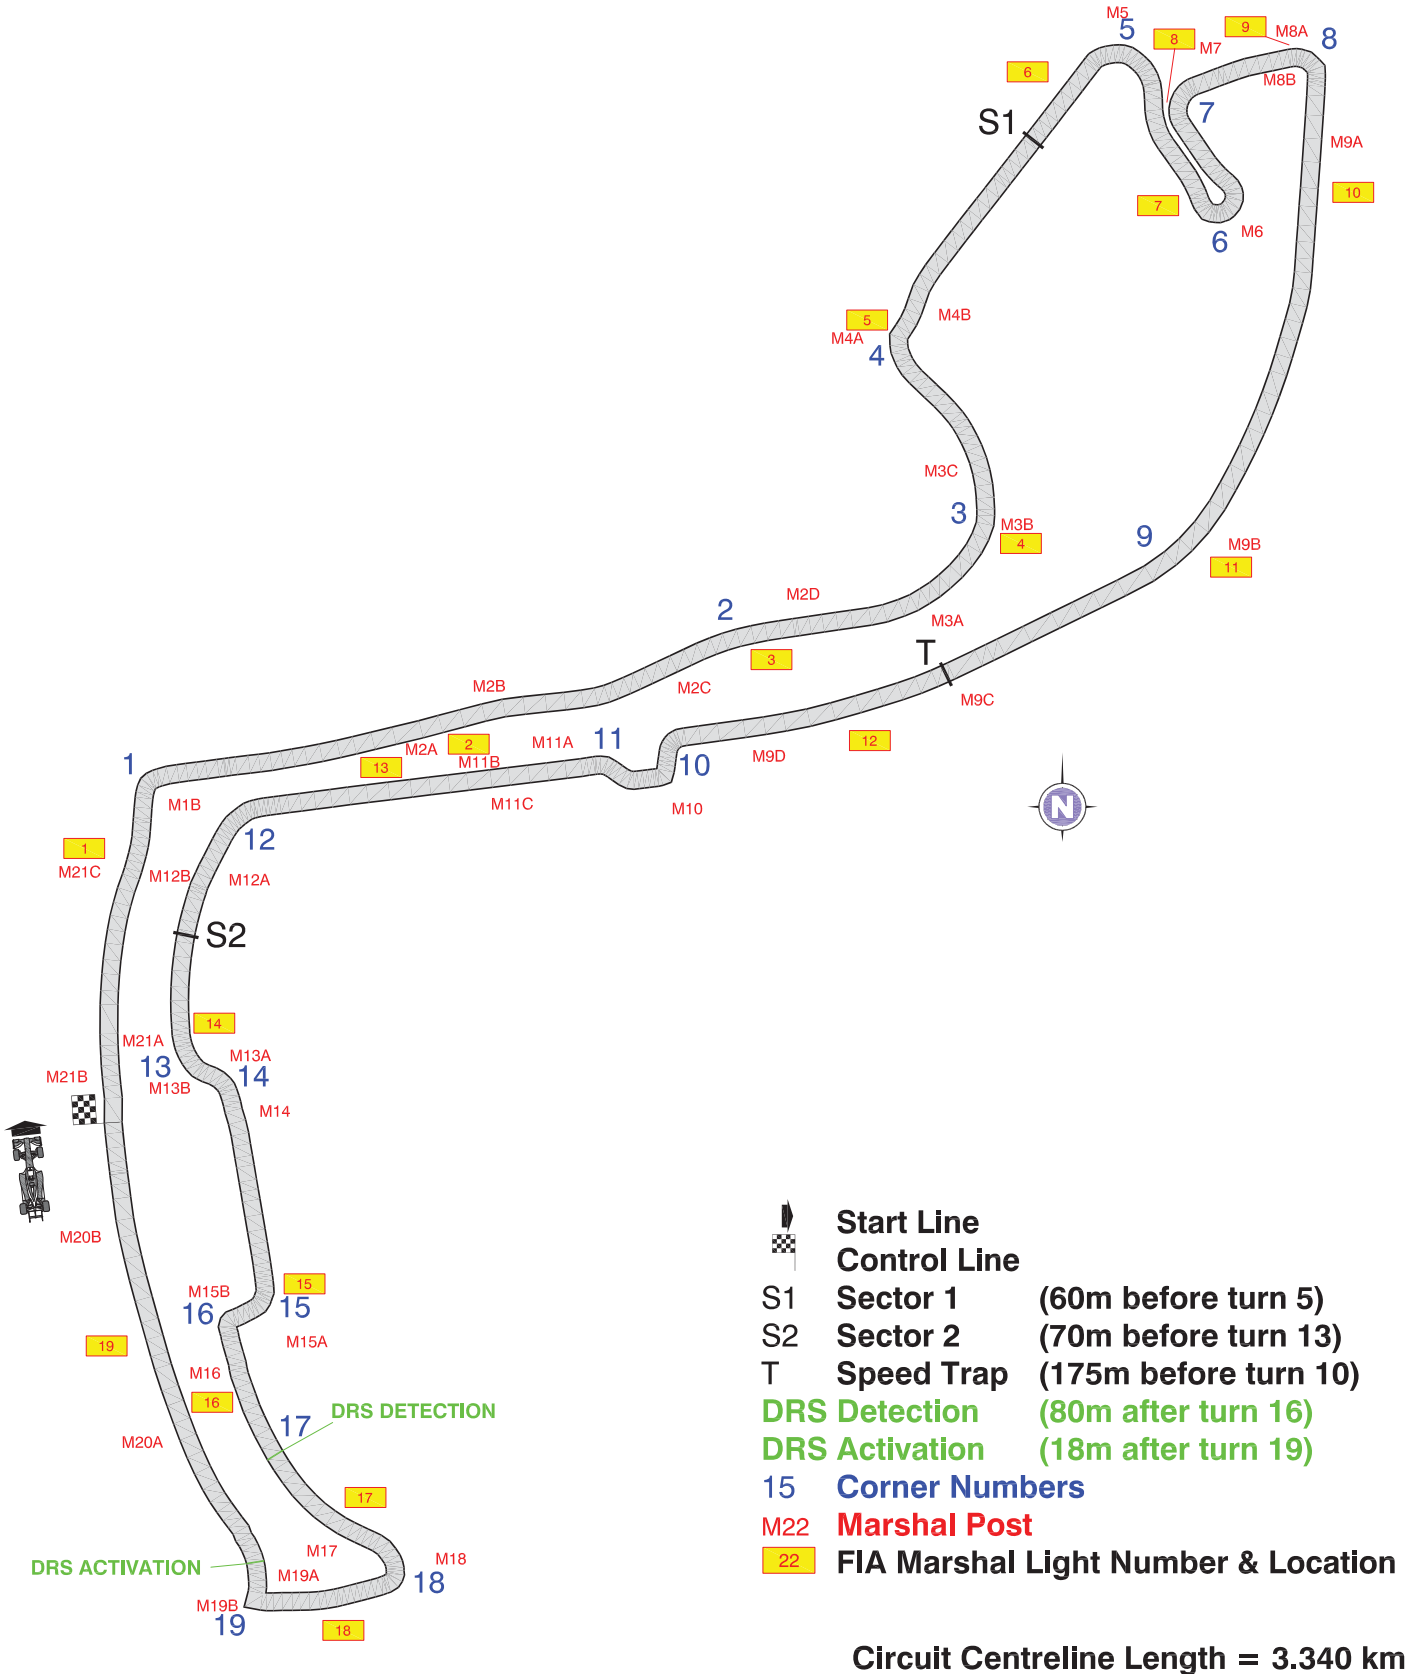 M5
5
8
M7
9
M8A
8
M8B
6
S1
7
M9A
10
7
6
M6
M4B
5
M4A
4
M3C
3
M3B
4
9
M9B
11
M2D
2
M3A
3
T
M2B
M2C
M9C
11
M11A
2
M2A
13
M11B
12
M9D
10
1
M1B
M11C
M10
N
12
1
M21C
M12B
M12A
S2
14
M21A
13
M13A
14
M21B
M13B
M14
M20B
15
M15B
16
15
M15A
19
M16
16
DRS DETECTION
17
M20A
17
M17
M18
DRS ACTIVATION
M19A
18
M19B
19
18
Start Line
Control Line
S1 Sector 1 (60m before turn 5)
S2 Sector 2 (70m before turn 13)
T Speed Trap (175m before turn 10)
DRS Detection (80m after turn 16)
DRS Activation (18m after turn 19)
15 Corner Numbers
M22 Marshal Post
22 FIA Marshal Light Number & Location
Circuit Centreline Length = 3.340 km